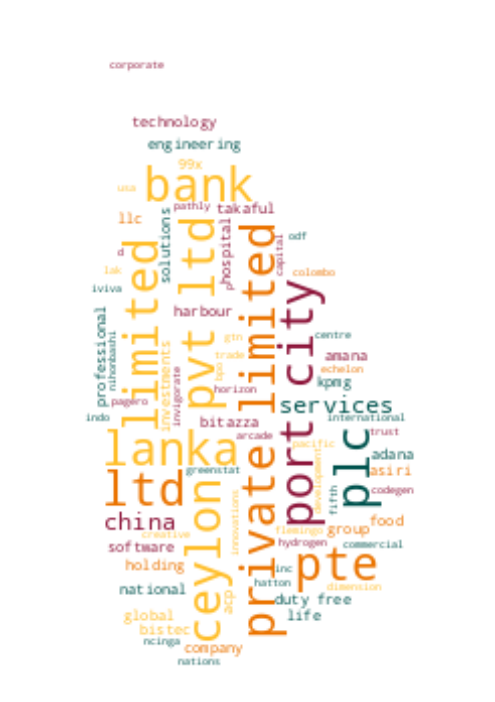 corporate
technology
engineering
99x
bank
usa
pathly
takaful
llc
solutions
limited
pvt ltd
hospital
private limited
odf
capital
a
p
lak
colombo
iviva
port city
harbour
professional
nihonbashi
investments
invigorate
gtn
trade
bpo
centre
amana
echelon
kpmg
horizon
pagero
services
indo
bitazza
international
arcade
trust
lanka
pacific
plc
adana
greenstat
asiri
ltd
ceylon
innovations
development
codegen
fifth
china
creative
flemingo
group
food
software
hydrogen
commercial
holding
pte
inc
hatton
national
acp
dimension
duty free
global
life
bistec
ncinga
company
nations